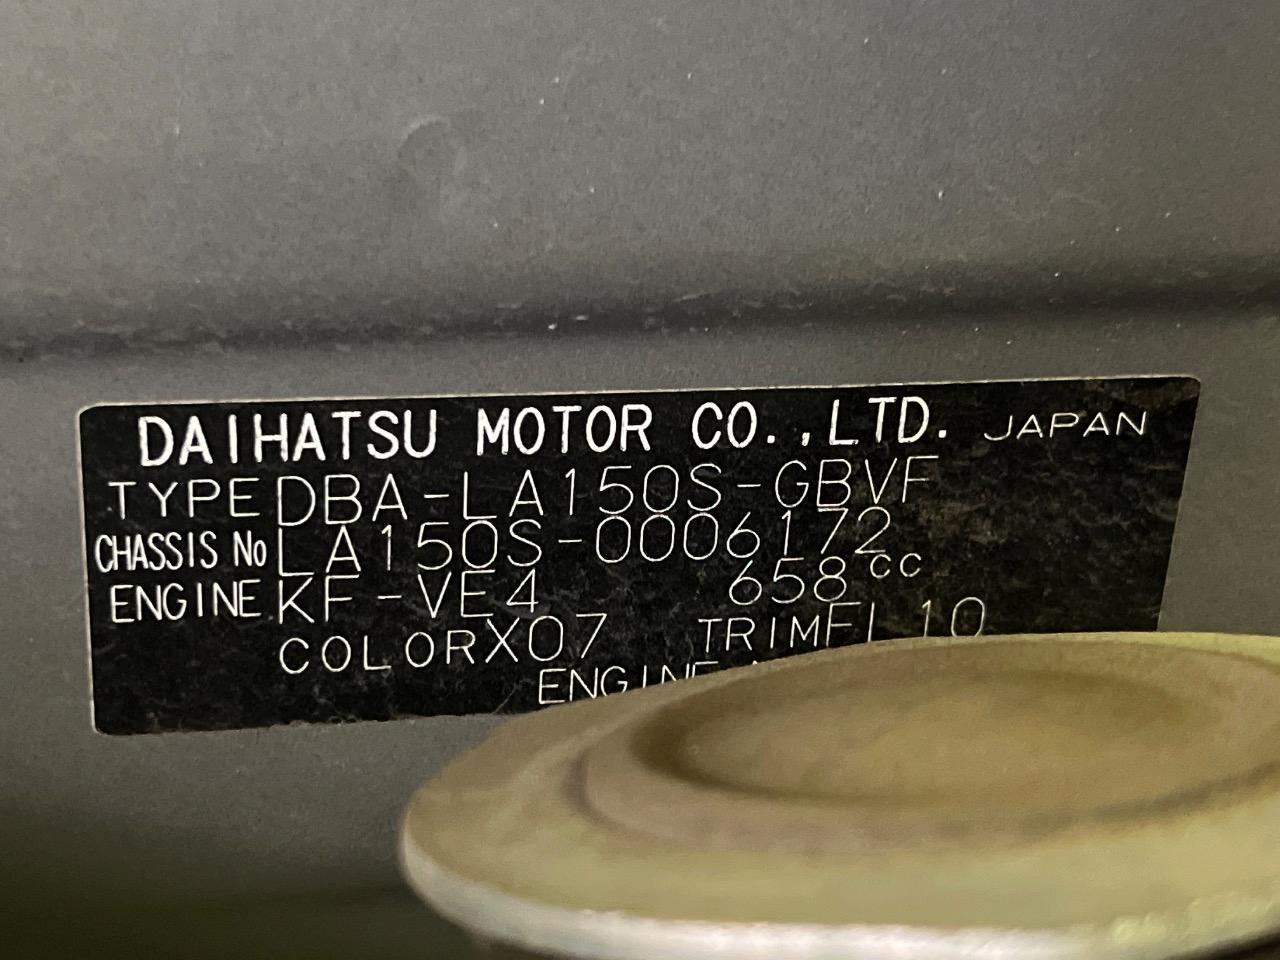 DAIHATSU MOTOR CO.,LTD. JAPAN
TYPE DBA-LA150S-GBVF
CHASSIS No LA150S-0006172
ENGINE KF-VE4 658cc
COLOR X07 TRIM FL10
ENGINE